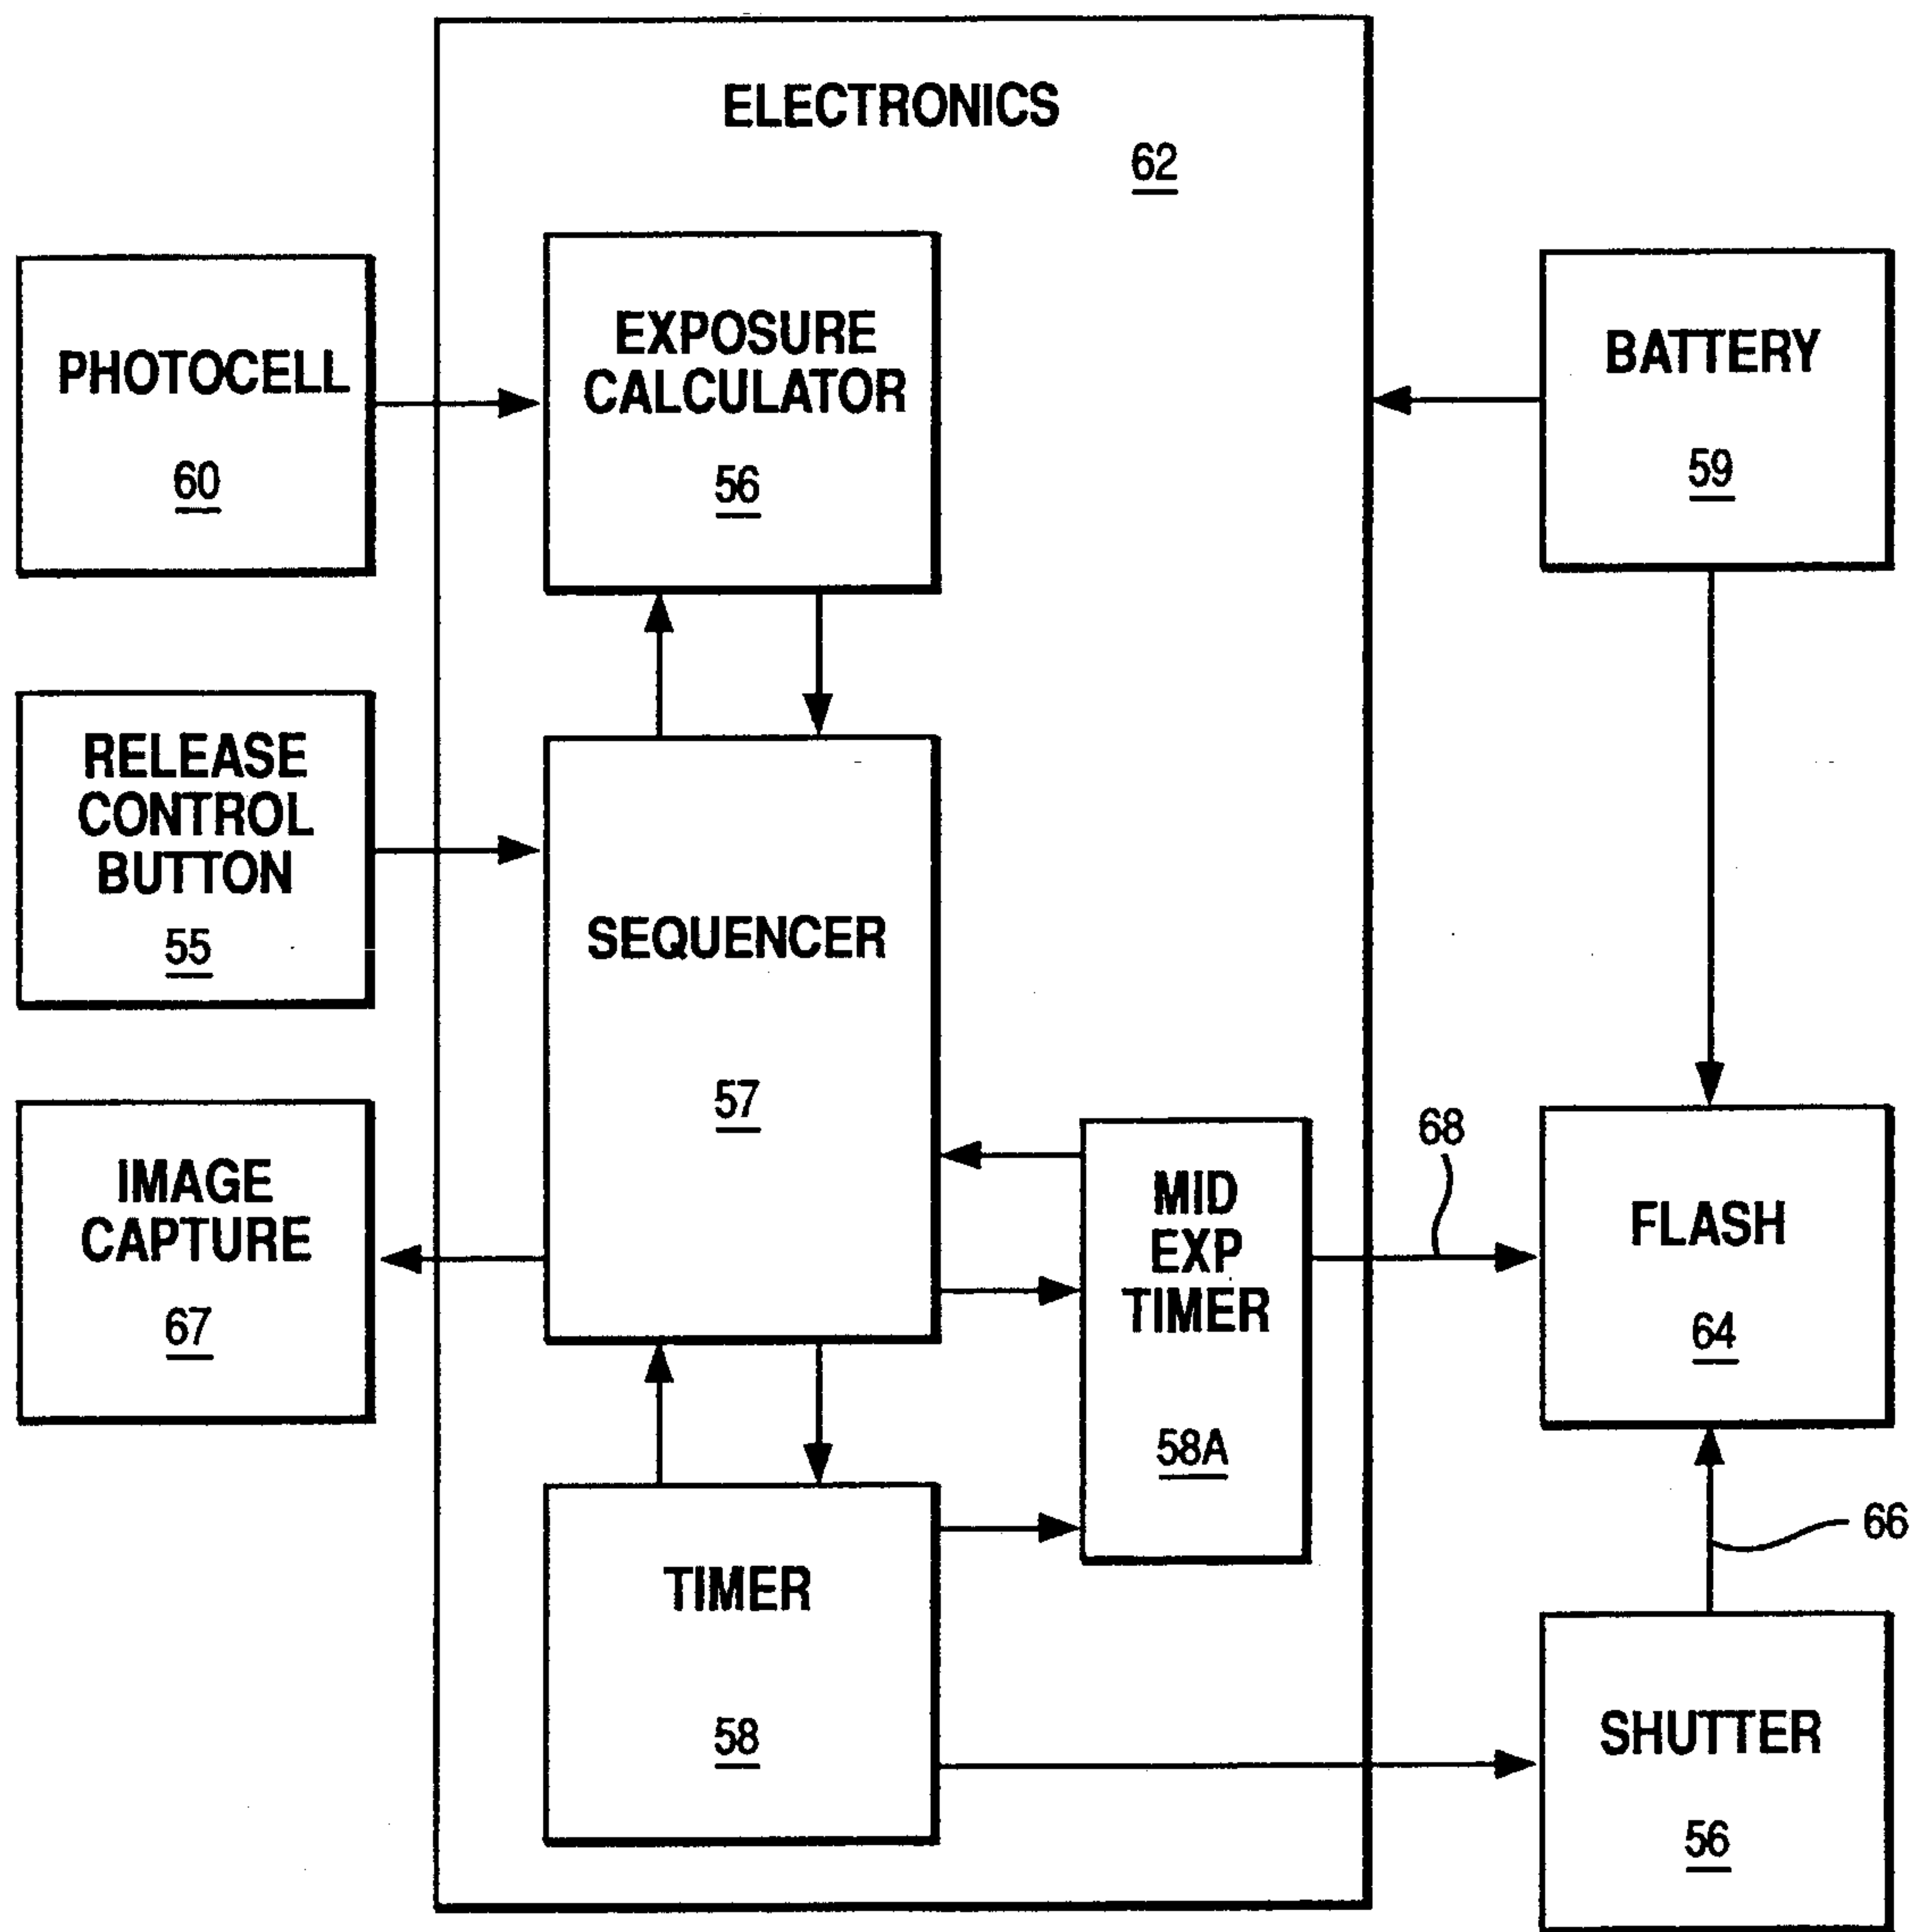 ELECTRONICS
62
PHOTOCELL
60
EXPOSURE
CALCULATOR
56
BATTERY
59
RELEASE
CONTROL
BUTTON
55
SEQUENCER
57
IMAGE
CAPTURE
67
MID
EXP
TIMER
58A
68
FLASH
64
66
TIMER
58
SHUTTER
56